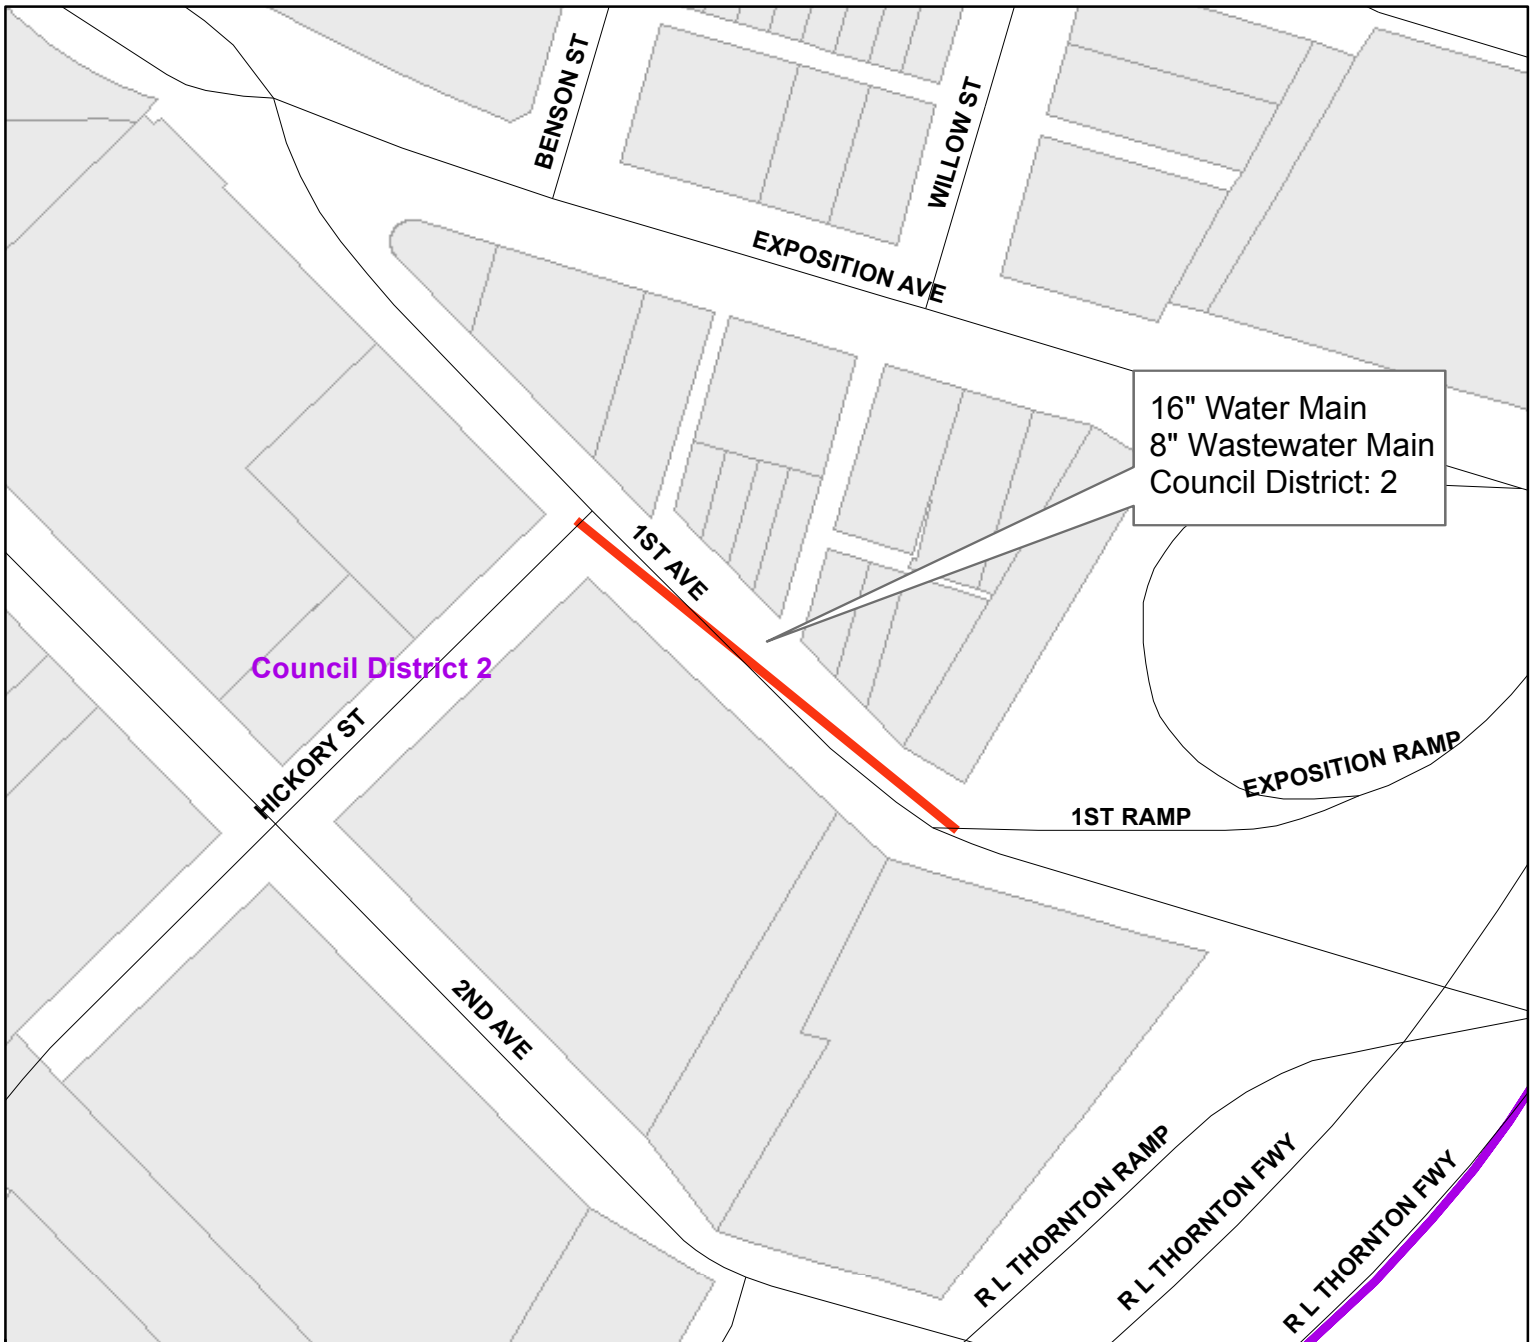 BENSON ST
WILLOW ST
EXPOSITION AVE
16" Water Main
8" Wastewater Main
Council District: 2
1ST AVE
Council District 2
HICKORY ST
EXPOSITION RAMP
1ST RAMP
2ND AVE
R L THORNTON RAMP
R L THORNTON FWY
R L THORNTON FWY